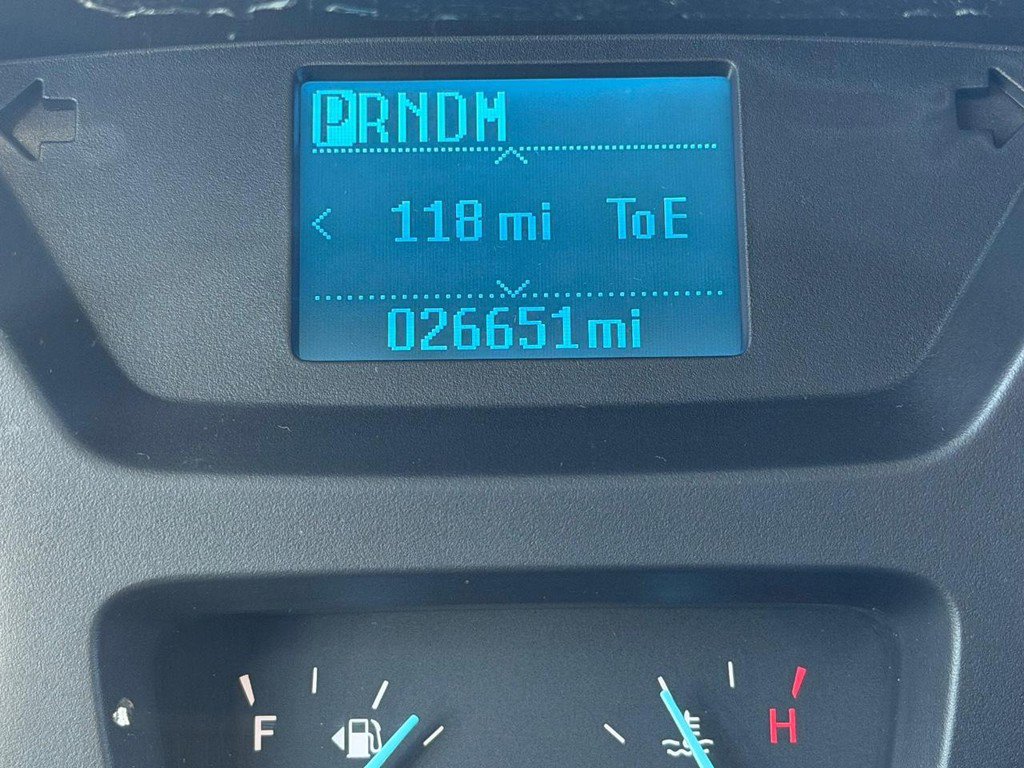 PRNDM
118 mi ToE
026651mi
F H